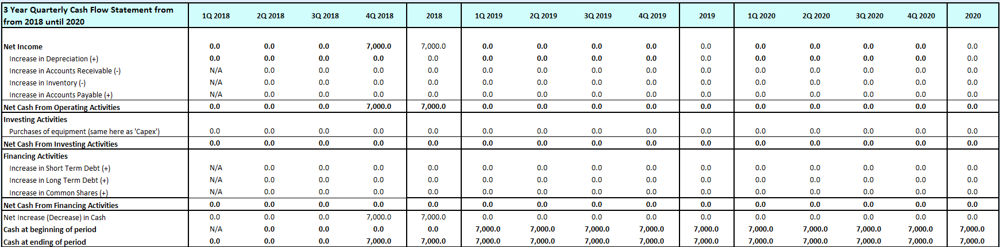 3 Year Quarterly Cash Flow Statement from
from 2018 until 2020 1Q 2018 2Q 2018 3Q 2018 4Q 2018 2018 1Q 2019 2Q 2019 3Q 2019 4Q 2019 2019 1Q 2020 2Q 2020 3Q 2020 4Q 2020 2020
Net Income 0.0 0.0 0.0 7,000.0 7,000.0 0.0 0.0 0.0 0.0 0.0 0.0 0.0 0.0 0.0 0.0
Increase in Depreciation (+) 0.0 0.0 0.0 0.0 0.0 0.0 0.0 0.0 0.0 0.0 0.0 0.0 0.0 0.0 0.0
Increase in Accounts Receivable (-) N/A 0.0 0.0 0.0 0.0 0.0 0.0 0.0 0.0 0.0 0.0 0.0 0.0 0.0 0.0
Increase in Inventory (-) N/A 0.0 0.0 0.0 0.0 0.0 0.0 0.0 0.0 0.0 0.0 0.0 0.0 0.0 0.0
Increase in Accounts Payable (+) N/A 0.0 0.0 0.0 0.0 0.0 0.0 0.0 0.0 0.0 0.0 0.0 0.0 0.0 0.0
Net Cash From Operating Activities 0.0 0.0 0.0 7,000.0 7,000.0 0.0 0.0 0.0 0.0 0.0 0.0 0.0 0.0 0.0 0.0
Investing Activities
Purchases of equipment (same here as 'Capex') 0.0 0.0 0.0 0.0 0.0 0.0 0.0 0.0 0.0 0.0 0.0 0.0 0.0 0.0 0.0
Net Cash From Investing Activities 0.0 0.0 0.0 0.0 0.0 0.0 0.0 0.0 0.0 0.0 0.0 0.0 0.0 0.0 0.0
Financing Activities
Increase in Short Term Debt (+) N/A 0.0 0.0 0.0 0.0 0.0 0.0 0.0 0.0 0.0 0.0 0.0 0.0 0.0 0.0
Increase in Long Term Debt (+) N/A 0.0 0.0 0.0 0.0 0.0 0.0 0.0 0.0 0.0 0.0 0.0 0.0 0.0 0.0
Increase in Common Shares (+) N/A 0.0 0.0 0.0 0.0 0.0 0.0 0.0 0.0 0.0 0.0 0.0 0.0 0.0 0.0
Net Cash From Financing Activities 0.0 0.0 0.0 0.0 0.0 0.0 0.0 0.0 0.0 0.0 0.0 0.0 0.0 0.0 0.0
Net Increase (Decrease) in Cash 0.0 0.0 0.0 7,000.0 7,000.0 0.0 0.0 0.0 0.0 0.0 0.0 0.0 0.0 0.0 0.0
Cash at beginning of period N/A 0.0 0.0 0.0 0.0 7,000.0 7,000.0 7,000.0 7,000.0 7,000.0 7,000.0 7,000.0 7,000.0 7,000.0 7,000.0
Cash at ending of period 0.0 0.0 0.0 7,000.0 7,000.0 7,000.0 7,000.0 7,000.0 7,000.0 7,000.0 7,000.0 7,000.0 7,000.0 7,000.0 7,000.0